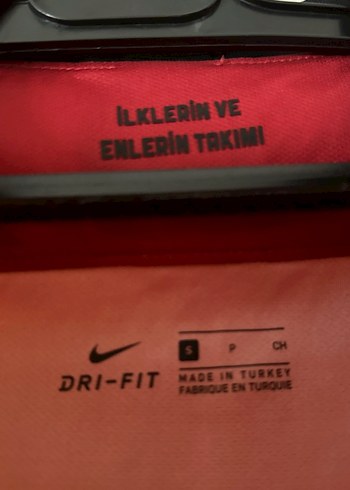 İLKLERİN VE
ENLERİN TAKIMI
DRI-FIT
S P CH
MADE IN TURKEY
FABRIQUE EN TURQUIE